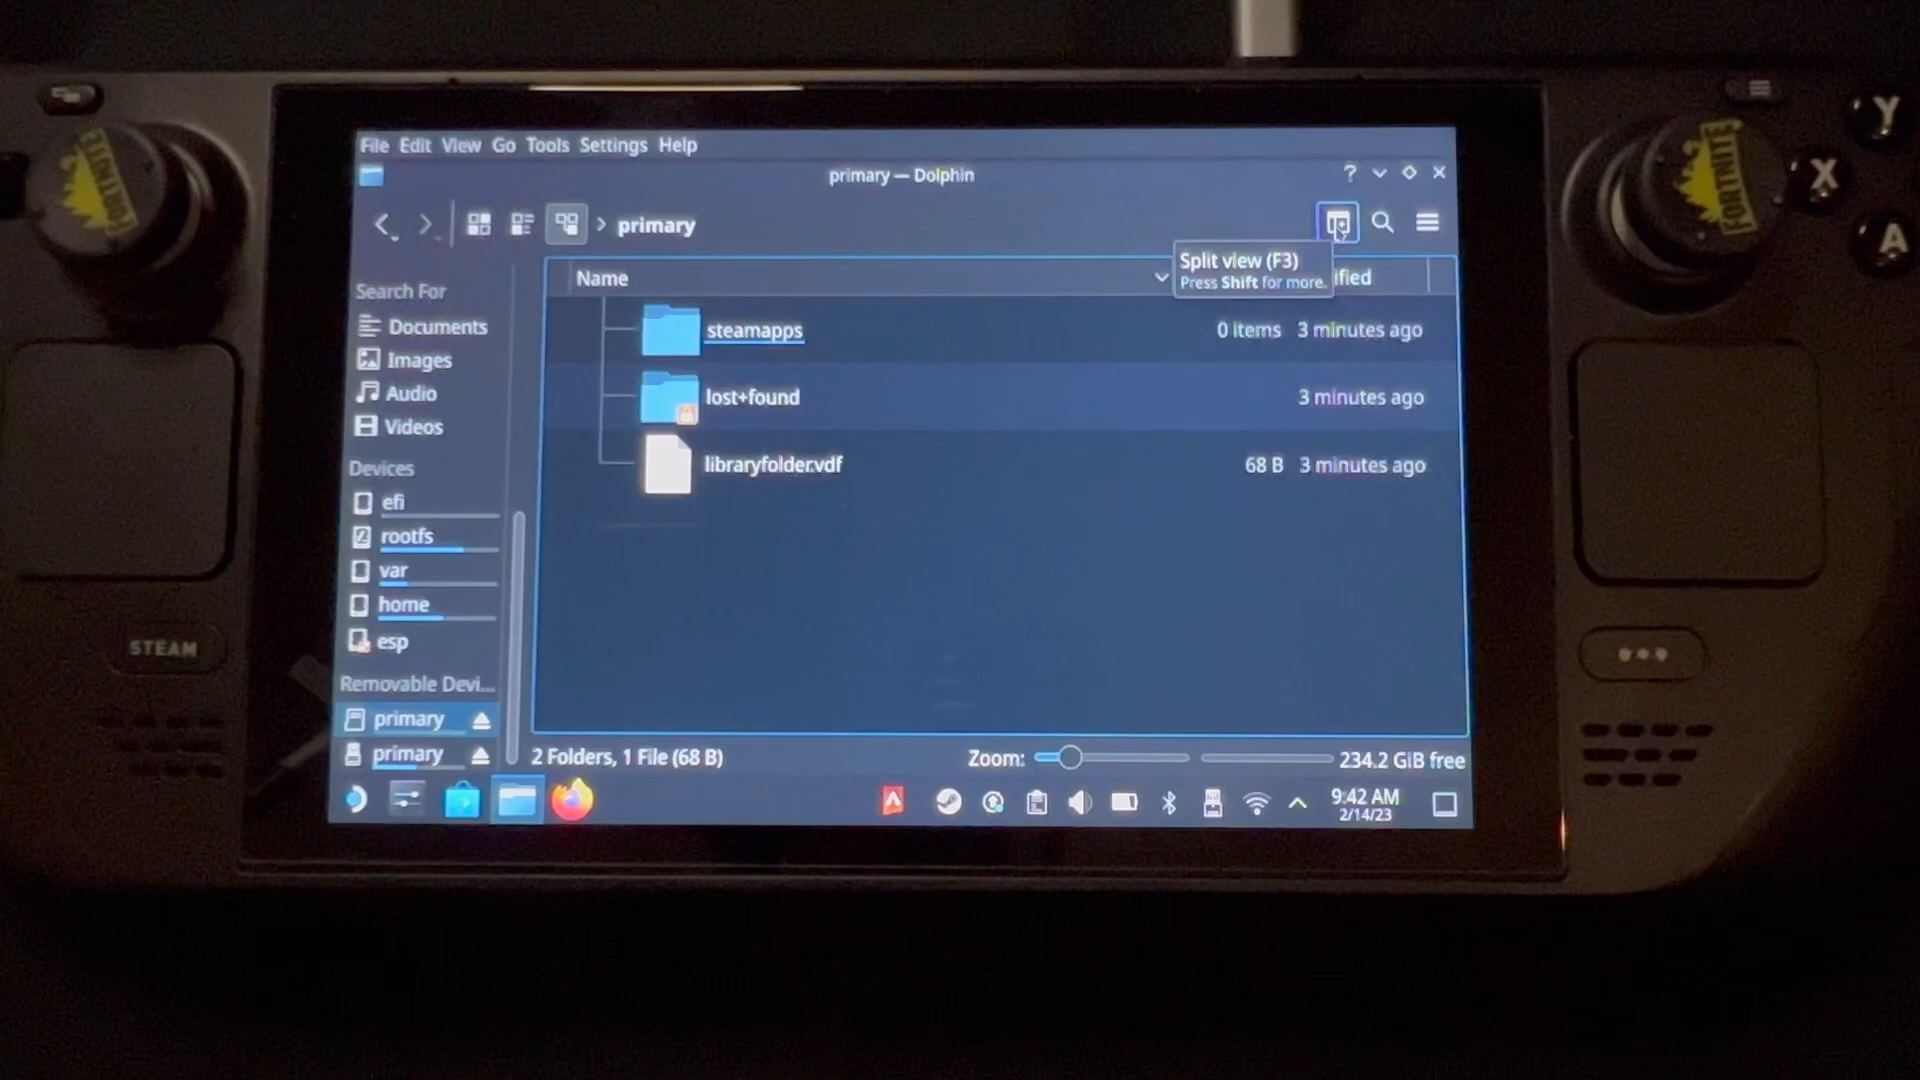 File Edit View Go Tools Settings Help
primary — Dolphin
primary
Split view (F3)
Press Shift for more.
Name
ified
Search For
Documents
Images
Audio
Videos
Devices
efi
rootfs
var
home
esp
Removable Devi...
primary
primary
steamapps 0 items 3 minutes ago
lost+found 3 minutes ago
libraryfolder.vdf 68 B 3 minutes ago
2 Folders, 1 File (68 B) Zoom: 234.2 GiB free
9:42 AM
2/14/23
STEAM
FORTNITE
FORTNITE
Y
X
A